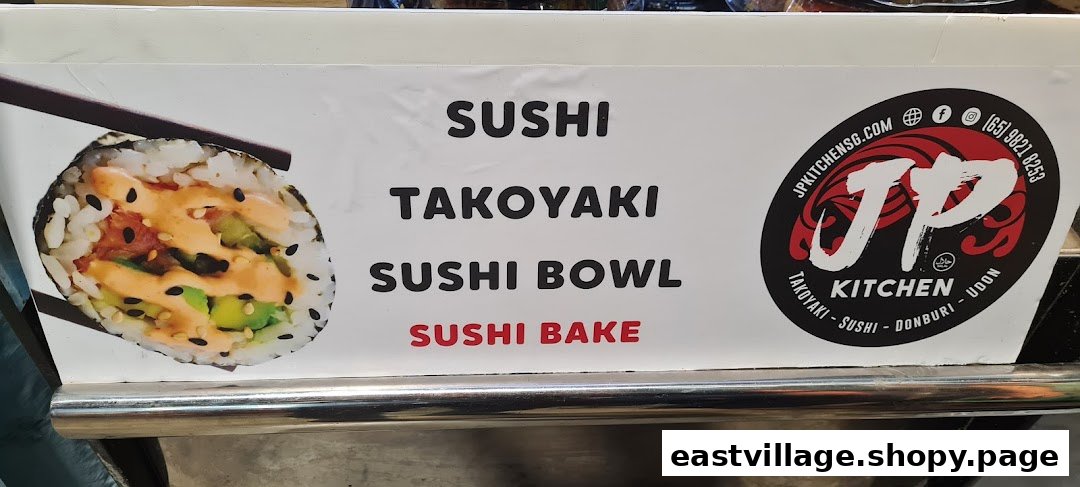 SUSHI
TAKOYAKI
SUSHI BOWL
SUSHI BAKE
JPKITCHENSG.COM
(65) 9821 8253
JP
KITCHEN
TAKOYAKI - SUSHI - DONBURI - UDON
eastvillage.shopy.page